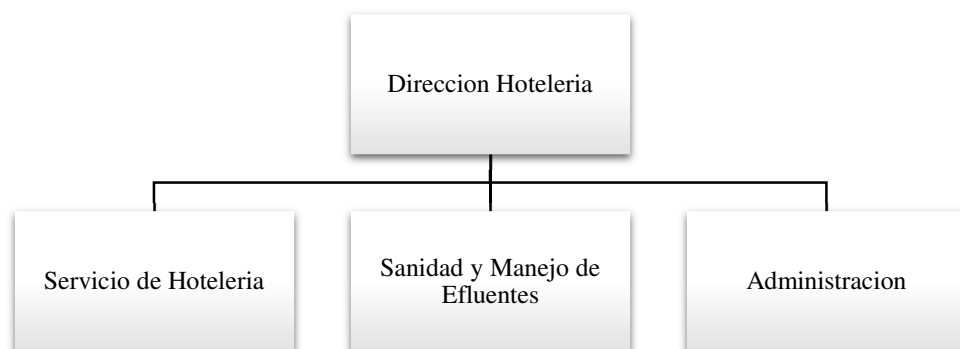 Direccion Hoteleria
Servicio de Hoteleria
Sanidad y Manejo de
Efluentes
Administracion